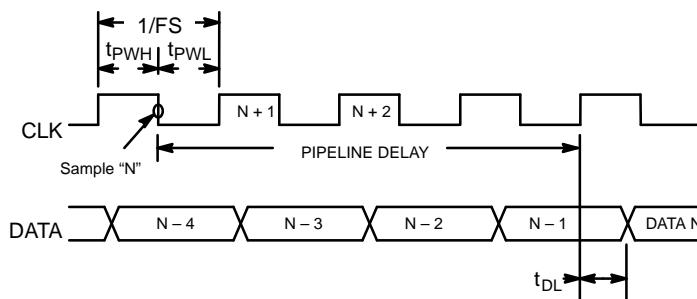 1/FS
tPWH tPWL
CLK
N + 1
N + 2
Sample “N”
PIPELINE DELAY
DATA
N – 4
N – 3
N – 2
N – 1
DATA N
tDL